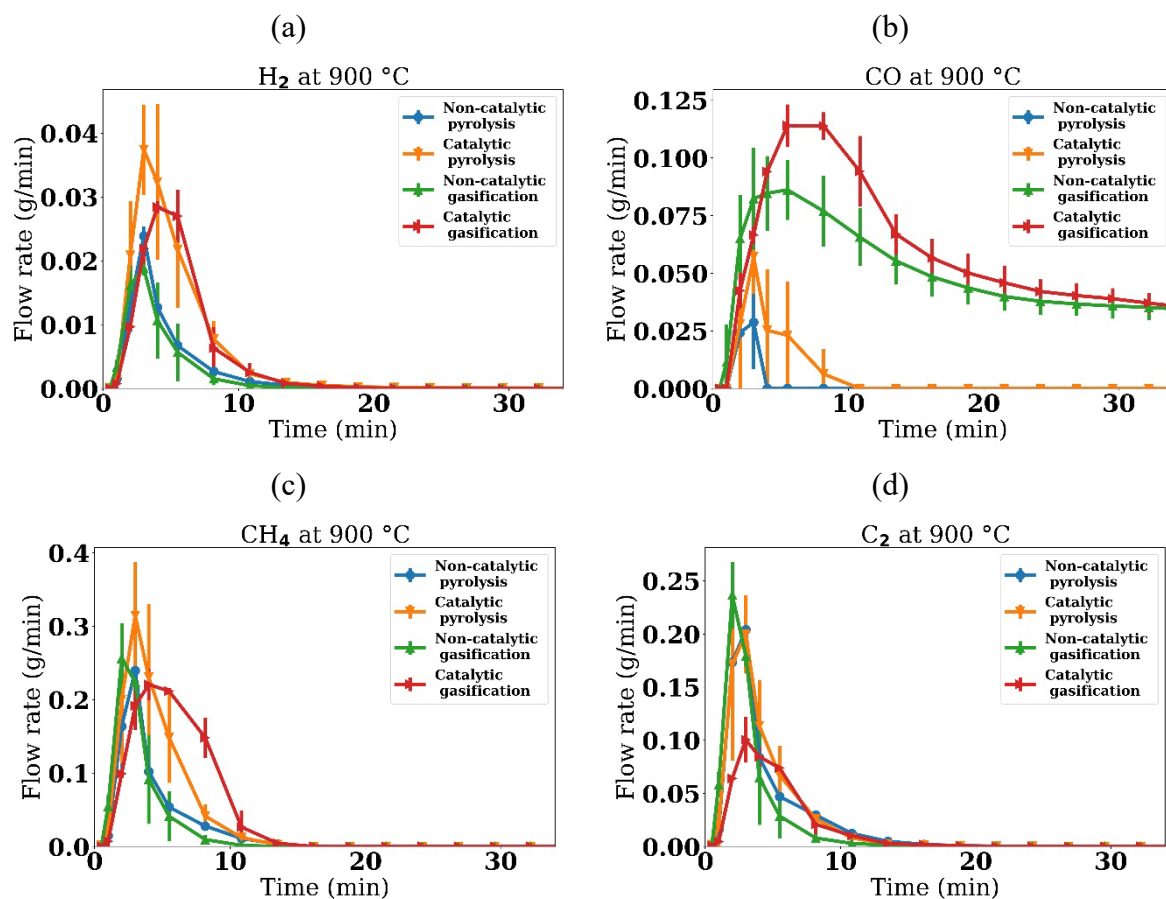 (a)
H₂ at 900 °C
Flow rate (g/min)
0.04
0.03
0.02
0.01
0.00
0
10
20
30
Time (min)
Non-catalytic
pyrolysis
Catalytic
pyrolysis
Non-catalytic
gasification
Catalytic
gasification
(b)
CO at 900 °C
Flow rate (g/min)
0.125
0.100
0.075
0.050
0.025
0.000
0
10
20
30
Time (min)
Non-catalytic
pyrolysis
Catalytic
pyrolysis
Non-catalytic
gasification
Catalytic
gasification
(c)
CH₄ at 900 °C
Flow rate (g/min)
0.4
0.3
0.2
0.1
0.0
0
10
20
30
Time (min)
Non-catalytic
pyrolysis
Catalytic
pyrolysis
Non-catalytic
gasification
Catalytic
gasification
(d)
C₂ at 900 °C
Flow rate (g/min)
0.25
0.20
0.15
0.10
0.05
0.00
0
10
20
30
Time (min)
Non-catalytic
pyrolysis
Catalytic
pyrolysis
Non-catalytic
gasification
Catalytic
gasification